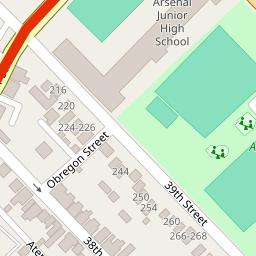 Arsenal
Junior
High
School
216
220
224-226
Obregon Street
244
250
254
260
266-268
39th Street
38th
Ater
A